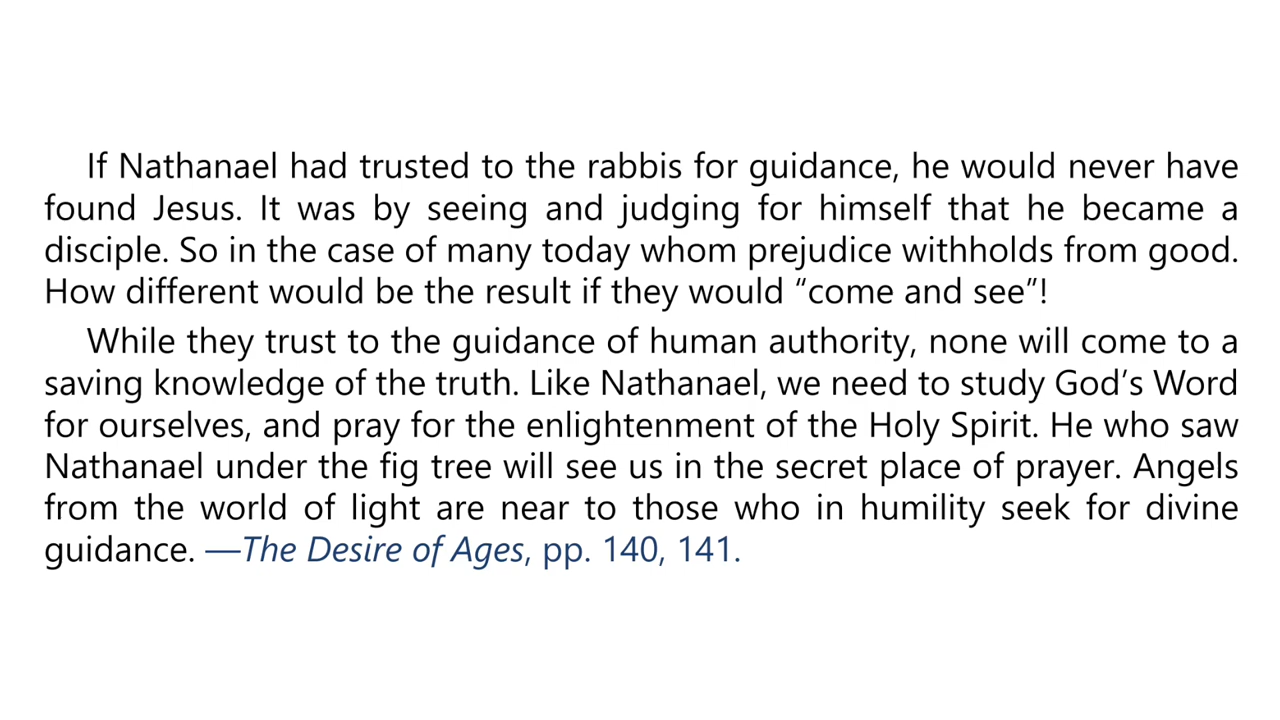 If Nathanael had trusted to the rabbis for guidance, he would never have
found Jesus. It was by seeing and judging for himself that he became a
disciple. So in the case of many today whom prejudice withholds from good.
How different would be the result if they would “come and see”!
While they trust to the guidance of human authority, none will come to a
saving knowledge of the truth. Like Nathanael, we need to study God’s Word
for ourselves, and pray for the enlightenment of the Holy Spirit. He who saw
Nathanael under the fig tree will see us in the secret place of prayer. Angels
from the world of light are near to those who in humility seek for divine
guidance. —The Desire of Ages, pp. 140, 141.